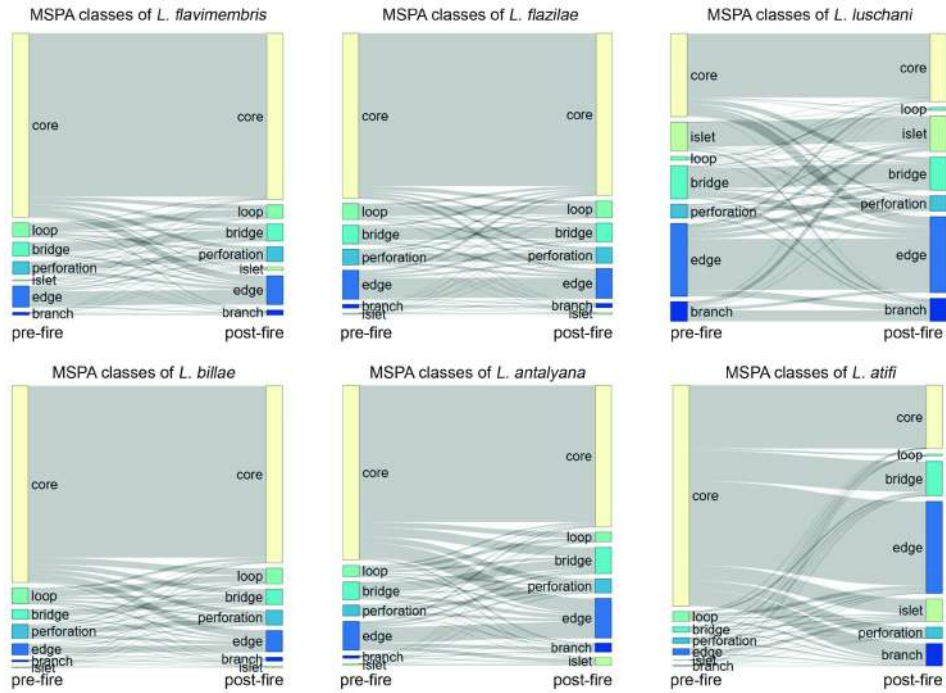 MSPA classes of L. flavimembris
core
core
loop
loop
bridge
bridge
perforation
perforation
islet
islet
edge
edge
branch
branch
pre-fire
post-fire
MSPA classes of L. flazilae
core
core
loop
loop
bridge
bridge
perforation
perforation
edge
edge
branch
branch
islet
islet
pre-fire
post-fire
MSPA classes of L. luschani
core
core
loop
islet
islet
loop
bridge
bridge
perforation
perforation
edge
edge
branch
branch
pre-fire
post-fire
MSPA classes of L. billae
core
core
loop
loop
bridge
bridge
perforation
perforation
edge
edge
branch
branch
islet
islet
pre-fire
post-fire
MSPA classes of L. antalyana
core
core
loop
loop
bridge
bridge
perforation
perforation
edge
edge
branch
branch
islet
islet
pre-fire
post-fire
MSPA classes of L. atifi
core
core
loop
bridge
edge
islet
loop
bridge
perforation
perforation
edge
branch
islet
branch
pre-fire
post-fire